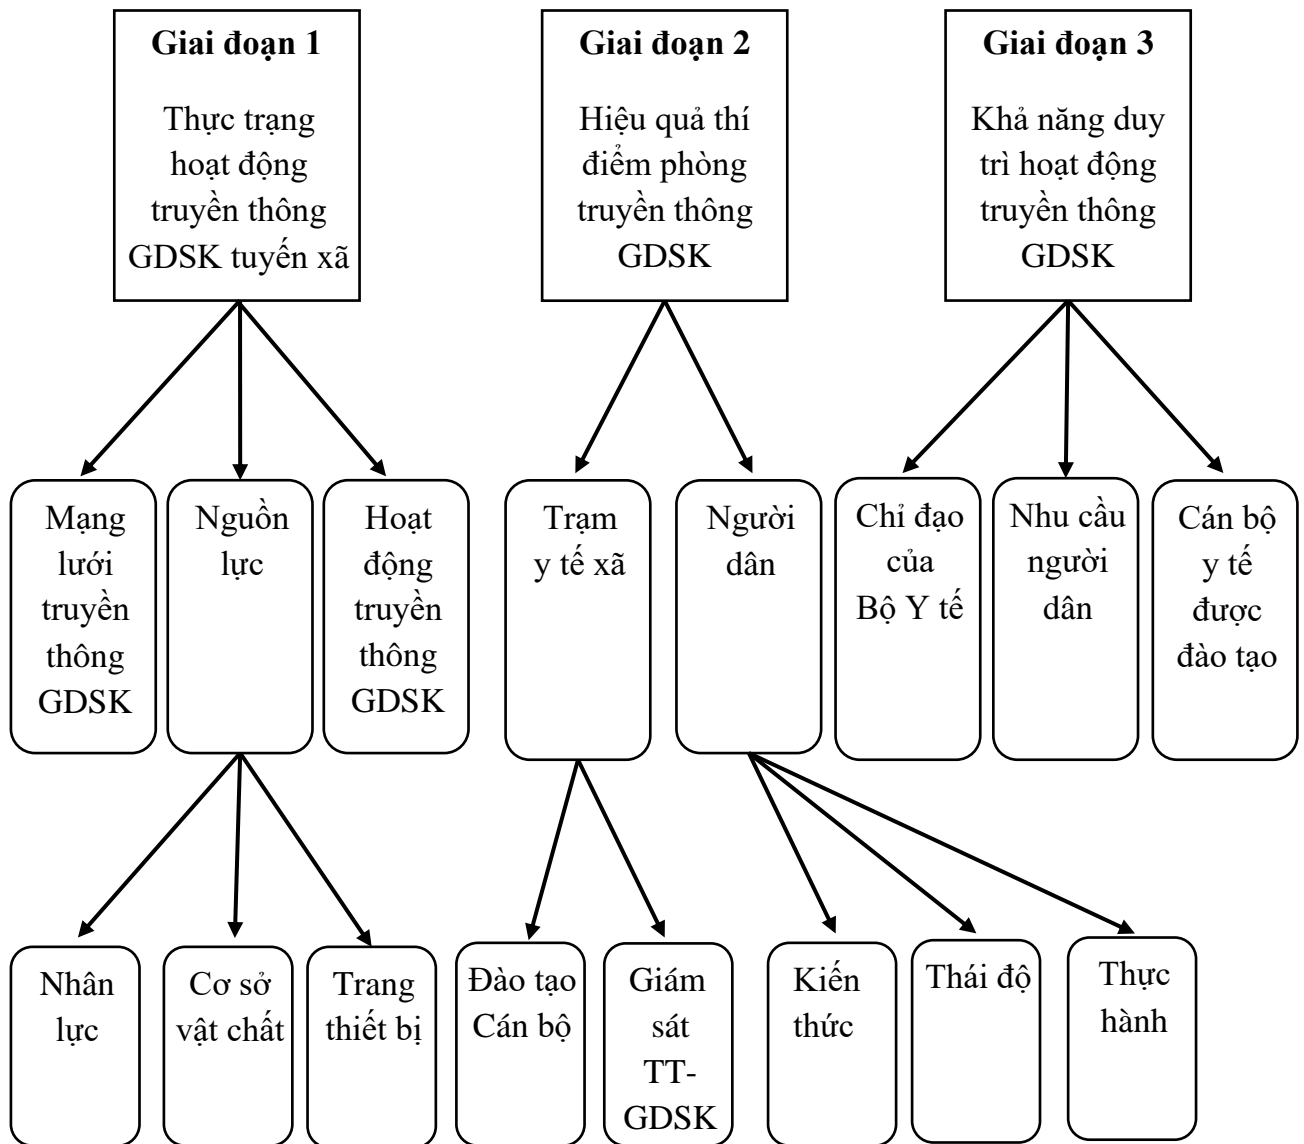 Giai đoạn 1
Thực trạng
hoạt động
truyền thông
GDSK tuyến xã
Giai đoạn 2
Hiệu quả thí
điểm phòng
truyền thông
GDSK
Giai đoạn 3
Khả năng duy
trì hoạt động
truyền thông
GDSK
Mạng
lưới
truyền
thông
GDSK
Nguồn
lực
Hoạt
động
truyền
thông
GDSK
Trạm
y tế xã
Người
dân
Chỉ đạo
của
Bộ Y tế
Nhu cầu
người
dân
Cán bộ
y tế
được
đào tạo
Nhân
lực
Cơ sở
vật chất
Trang
thiết bị
Đào tạo
Cán bộ
Giám
sát
TT-
GDSK
Kiến
thức
Thái độ
Thực
hành